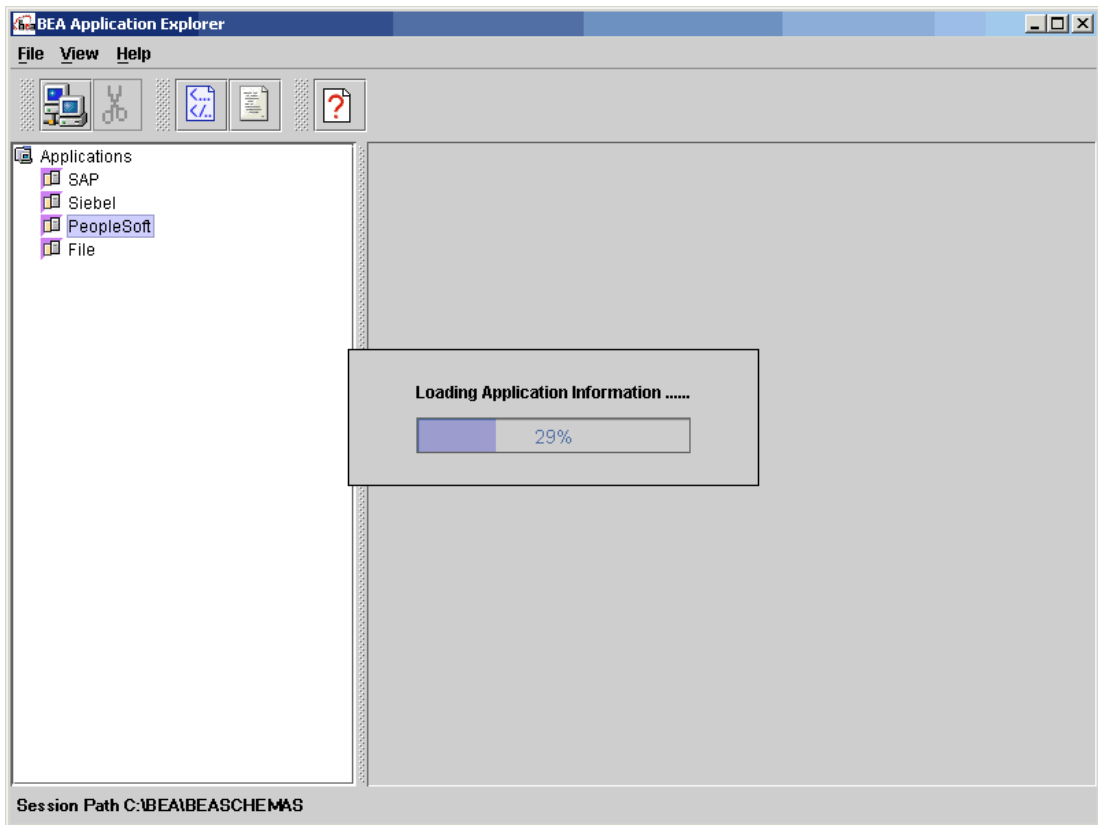 BEA Application Explorer
File View Help
Applications
SAP
Siebel
PeopleSoft
File
Loading Application Information ......
29%
Session Path C:\BEA\BEASCHEMAS